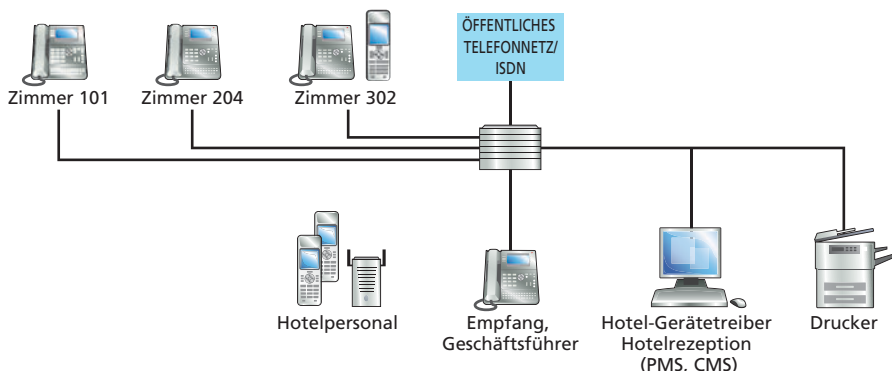 ÖFFENTLICHES
TELEFONNETZ/
ISDN
Zimmer 101
Zimmer 204
Zimmer 302
Hotelpersonal
Empfang,
Geschäftsführer
Hotel-Gerätetreiber
Hotelrezeption
(PMS, CMS)
Drucker